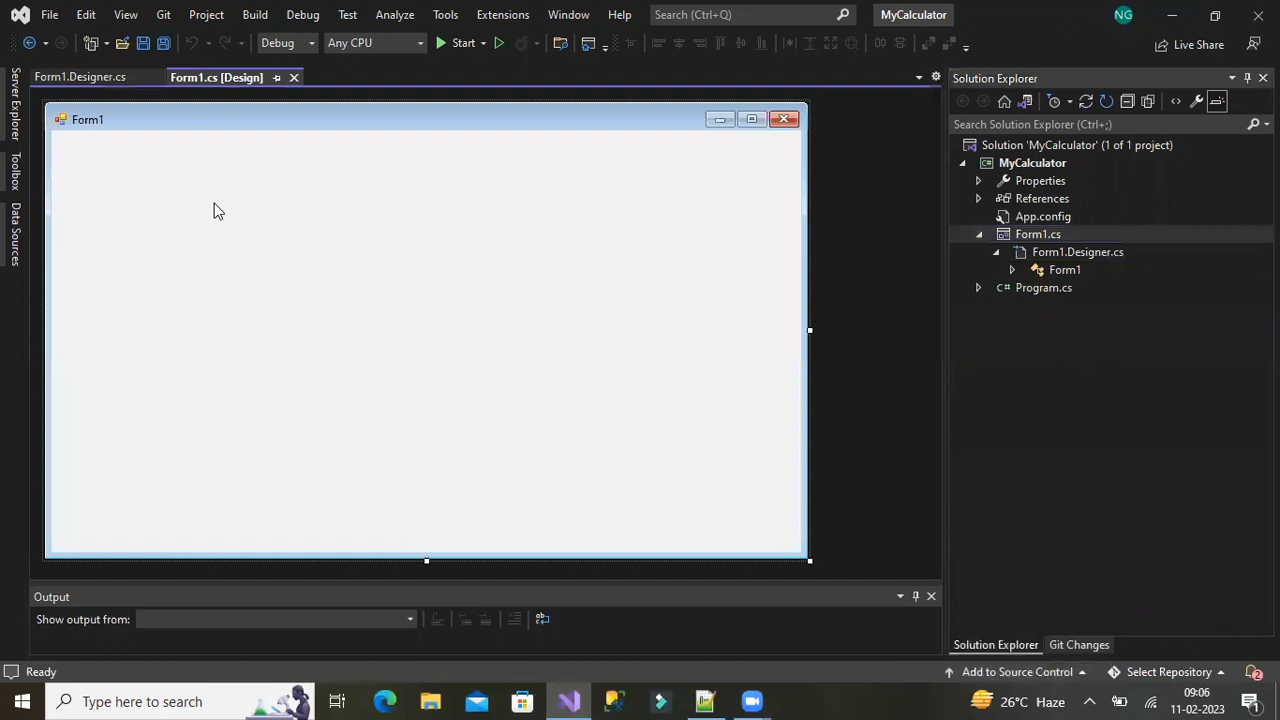 File Edit View Git Project Build Debug Test Analyze Tools Extensions Window Help Search (Ctrl+Q) MyCalculator NG
Debug Any CPU Start Live Share
Form1.Designer.cs Form1.cs [Design]
Server Explorer
Toolbox
Data Sources
Form1
Solution Explorer
Search Solution Explorer (Ctrl+;)
Solution 'MyCalculator' (1 of 1 project)
MyCalculator
Properties
References
App.config
Form1.cs
Form1.Designer.cs
Form1
Program.cs
Output
Show output from:
Solution Explorer Git Changes
Ready Add to Source Control Select Repository 2
Type here to search 26°C Haze 09:06
11-02-2023 1